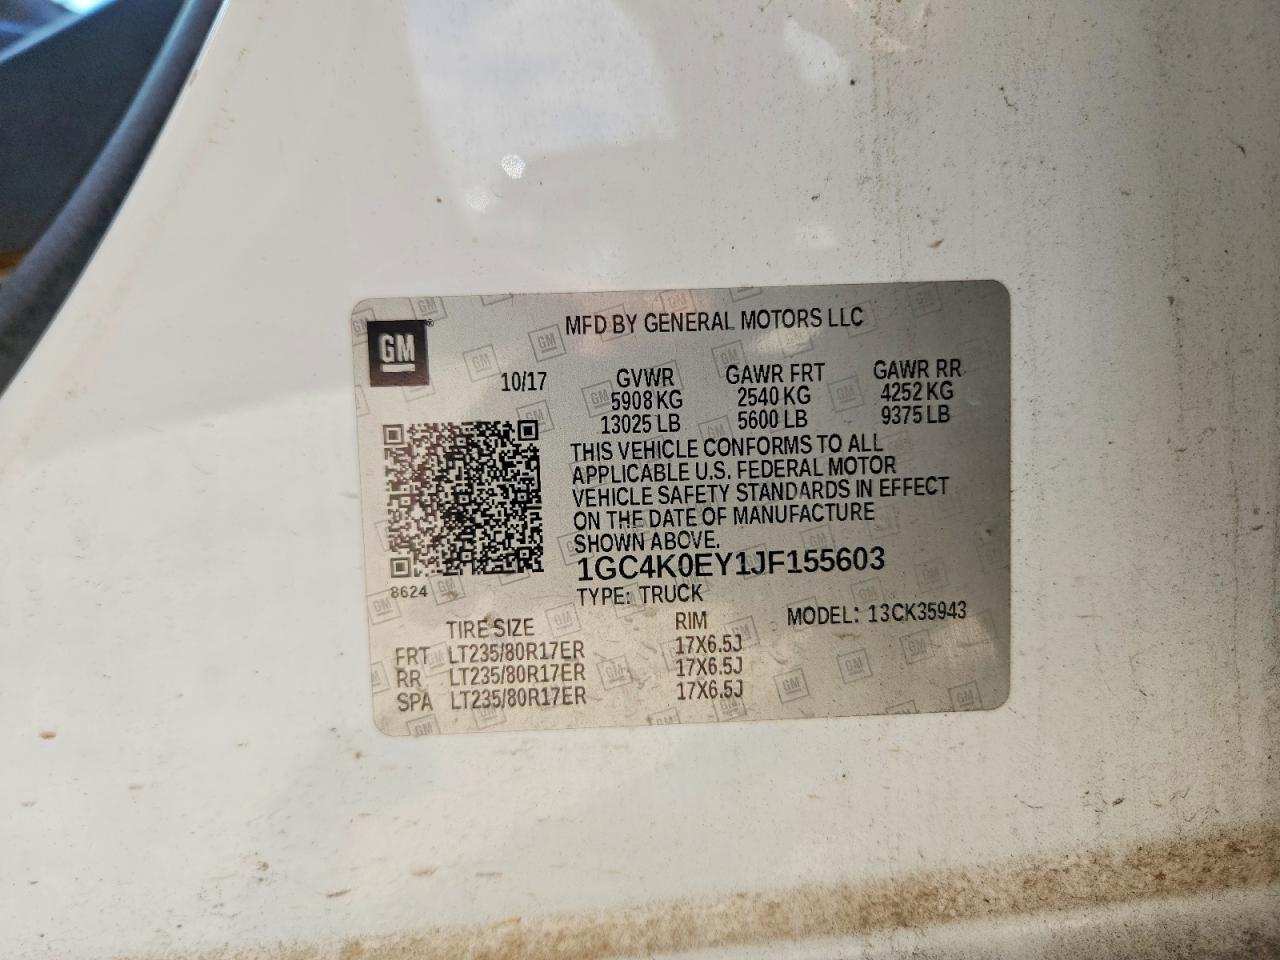 GM
MFD BY GENERAL MOTORS LLC
10/17 GVWR GAWR FRT GAWR RR
5908 KG 2540 KG 4252 KG
13025 LB 5600 LB 9375 LB
THIS VEHICLE CONFORMS TO ALL
APPLICABLE U.S. FEDERAL MOTOR
VEHICLE SAFETY STANDARDS IN EFFECT
ON THE DATE OF MANUFACTURE
SHOWN ABOVE.
1GC4K0EY1JF155603
8624
TYPE: TRUCK
MODEL: 13CK35943
TIRE SIZE RIM
FRT LT235/80R17ER 17X6.5J
RR LT235/80R17ER 17X6.5J
SPA LT235/80R17ER 17X6.5J